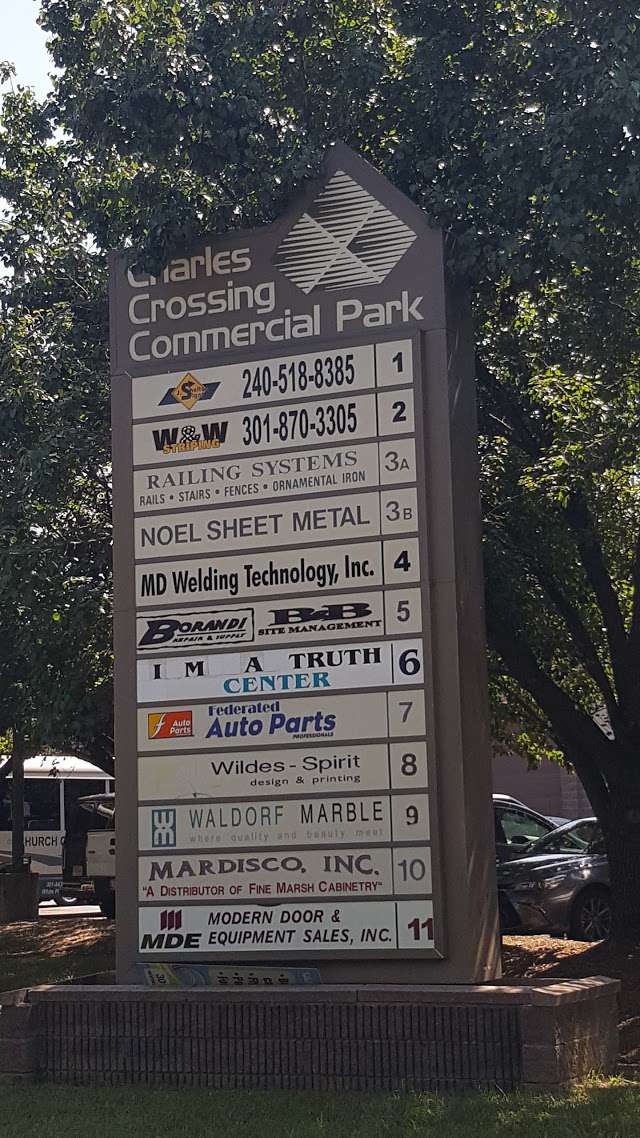 Charles
Crossing
Commercial Park
240-518-8385 1
W&W STRIPING 301-870-3305 2
RAILING SYSTEMS 3A
RAILS • STAIRS • FENCES • ORNAMENTAL IRON
NOEL SHEET METAL 3B
MD Welding Technology, Inc. 4
BORANDI B&B 5
REPAIR & SUPPLY SITE MANAGEMENT
I M A TRUTH 6
CENTER
Federated 7
f Auto Parts Auto Parts
PROFESSIONALS
Wildes-Spirit 8
design & printing
WALDORF MARBLE 9
where quality and beauty meet
MARDISCO, INC. 10
"A DISTRIBUTOR OF FINE MARSH CABINETRY"
MDE MODERN DOOR & 11
EQUIPMENT SALES, INC.
HURCH